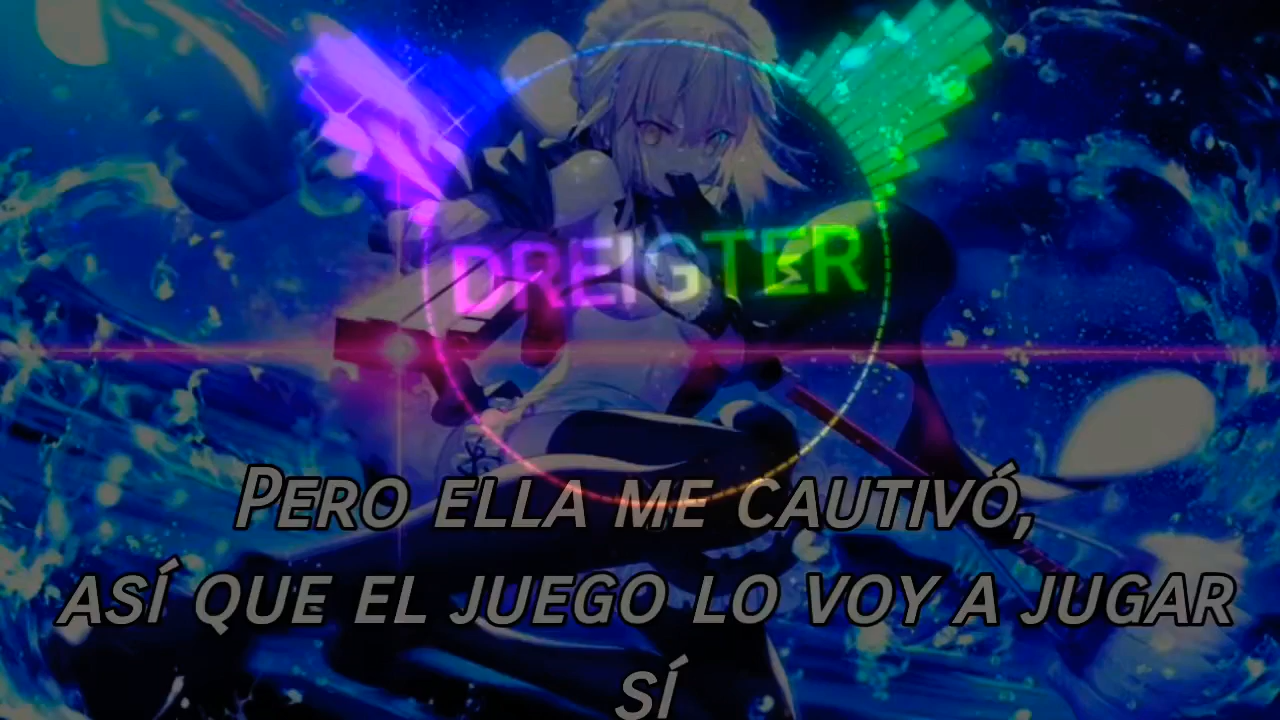 DREIGTER
PERO ELLA ME CAUTIVÓ,
ASÍ QUE EL JUEGO LO VOY A JUGAR
SÍ